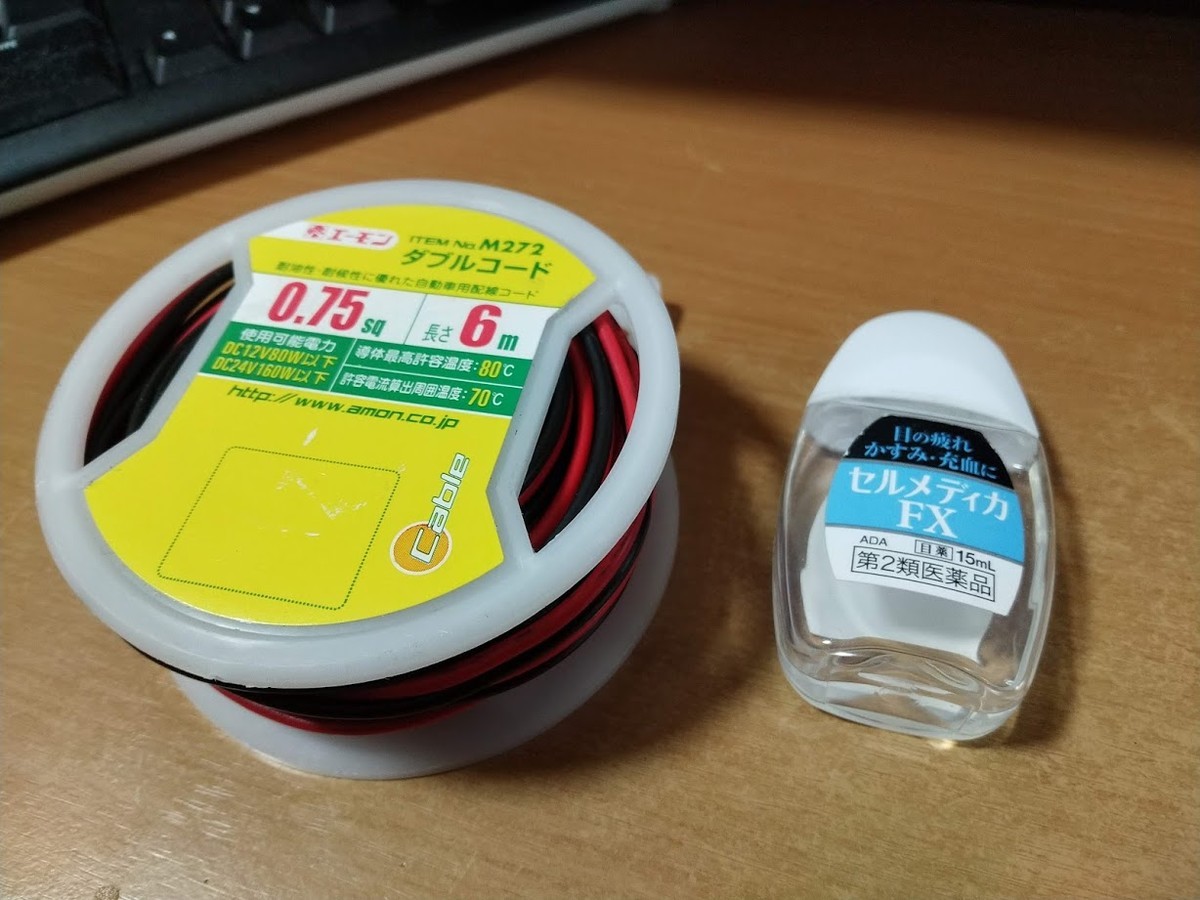 エーモン
ITEM No. M272
ダブルコード
耐油性・耐候性に優れた自動車用配線コード
0.75sq
長さ6m
使用可能電力
DC12V80W以下
DC24V160W以下
導体最高許容温度:80℃
許容電流算出周囲温度:70℃
http://www.amon.co.jp
Cable
目の疲れ
かすみ・充血に
セルメディカ
FX
ADA 目薬 15mL
第2類医薬品